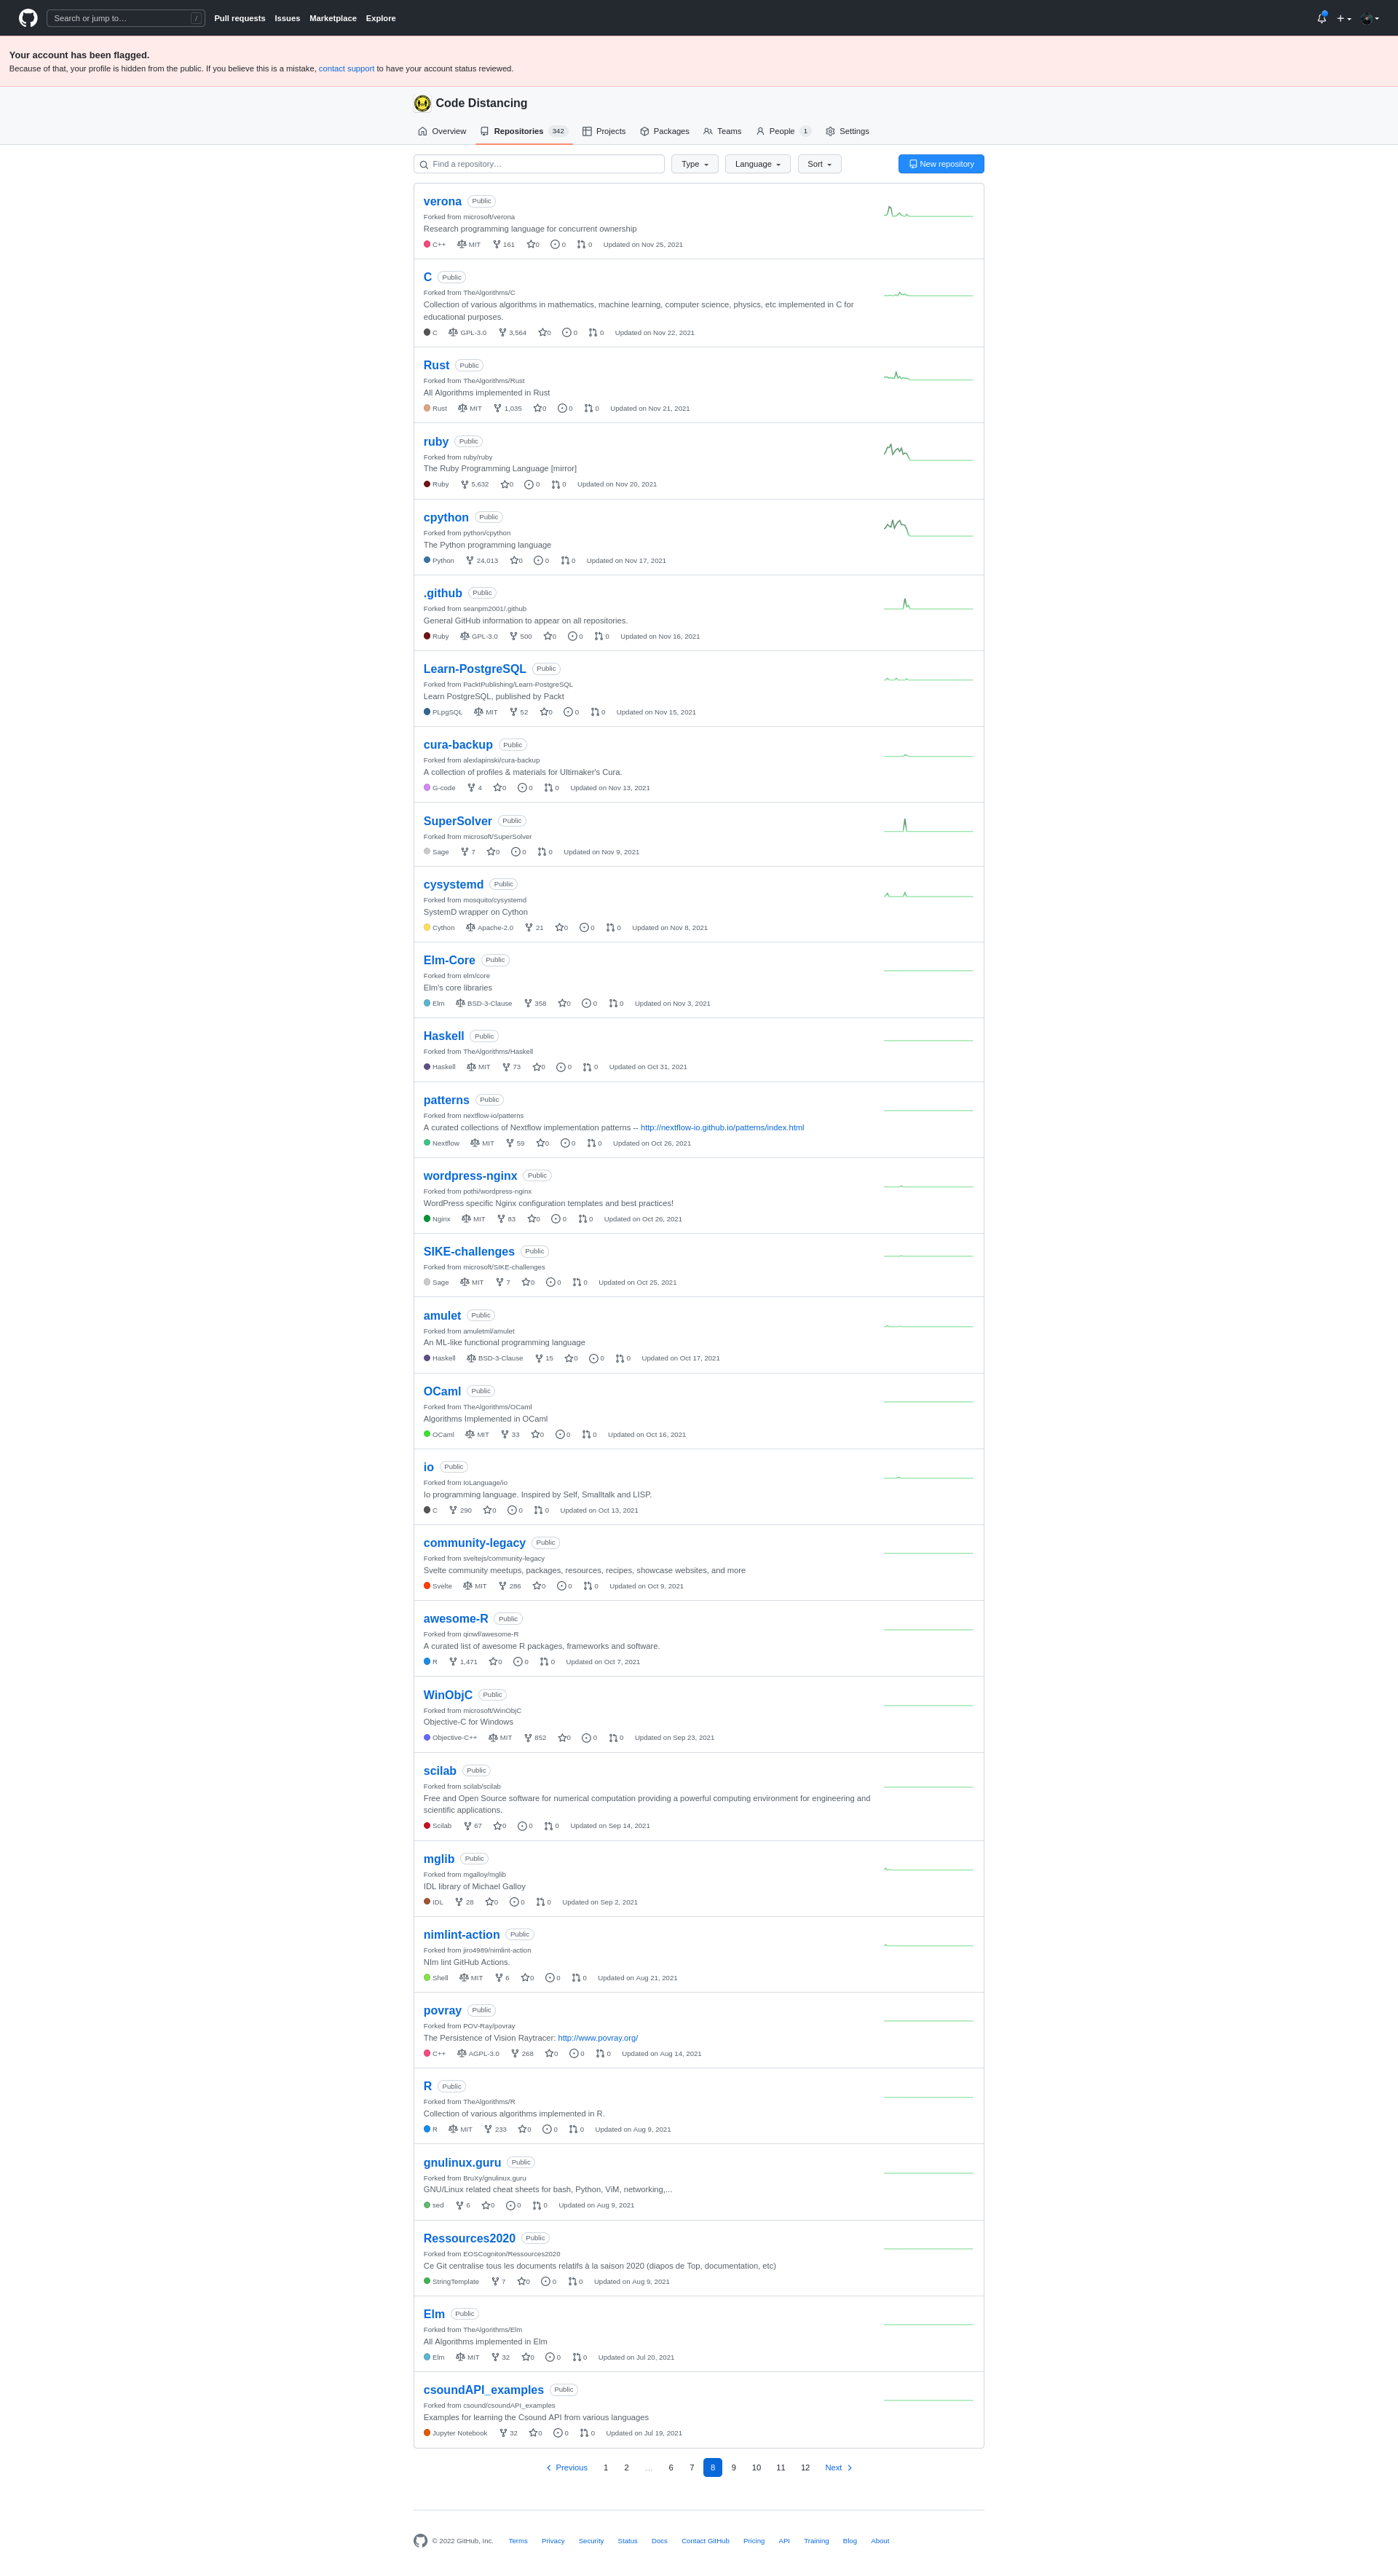 Search or jump to… /
Pull requests Issues Marketplace Explore
Your account has been flagged.
Because of that, your profile is hidden from the public. If you believe this is a mistake, contact support to have your account status reviewed.
Code Distancing
Overview Repositories 342 Projects Packages Teams People 1 Settings
Find a repository… Type Language Sort New repository
verona Public
Forked from microsoft/verona
Research programming language for concurrent ownership
C++ MIT 161 0 0 0 Updated on Nov 25, 2021
C Public
Forked from TheAlgorithms/C
Collection of various algorithms in mathematics, machine learning, computer science, physics, etc implemented in C for
educational purposes.
C GPL-3.0 3,564 0 0 0 Updated on Nov 22, 2021
Rust Public
Forked from TheAlgorithms/Rust
All Algorithms implemented in Rust
Rust MIT 1,035 0 0 0 Updated on Nov 21, 2021
ruby Public
Forked from ruby/ruby
The Ruby Programming Language [mirror]
Ruby 5,632 0 0 0 Updated on Nov 20, 2021
cpython Public
Forked from python/cpython
The Python programming language
Python 24,013 0 0 0 Updated on Nov 17, 2021
.github Public
Forked from seanpm2001/.github
General GitHub information to appear on all repositories.
Ruby GPL-3.0 500 0 0 0 Updated on Nov 16, 2021
Learn-PostgreSQL Public
Forked from PacktPublishing/Learn-PostgreSQL
Learn PostgreSQL, published by Packt
PLpgSQL MIT 52 0 0 0 Updated on Nov 15, 2021
cura-backup Public
Forked from alexlapinski/cura-backup
A collection of profiles & materials for Ultimaker's Cura.
G-code 4 0 0 0 Updated on Nov 13, 2021
SuperSolver Public
Forked from microsoft/SuperSolver
Sage 7 0 0 0 Updated on Nov 9, 2021
cysystemd Public
Forked from mosquito/cysystemd
SystemD wrapper on Cython
Cython Apache-2.0 21 0 0 0 Updated on Nov 8, 2021
Elm-Core Public
Forked from elm/core
Elm's core libraries
Elm BSD-3-Clause 358 0 0 0 Updated on Nov 3, 2021
Haskell Public
Forked from TheAlgorithms/Haskell
Haskell MIT 73 0 0 0 Updated on Oct 31, 2021
patterns Public
Forked from nextflow-io/patterns
A curated collections of Nextflow implementation patterns -- http://nextflow-io.github.io/patterns/index.html
Nextflow MIT 59 0 0 0 Updated on Oct 26, 2021
wordpress-nginx Public
Forked from pothi/wordpress-nginx
WordPress specific Nginx configuration templates and best practices!
Nginx MIT 83 0 0 0 Updated on Oct 26, 2021
SIKE-challenges Public
Forked from microsoft/SIKE-challenges
Sage MIT 7 0 0 0 Updated on Oct 25, 2021
amulet Public
Forked from amuletml/amulet
An ML-like functional programming language
Haskell BSD-3-Clause 15 0 0 0 Updated on Oct 17, 2021
OCaml Public
Forked from TheAlgorithms/OCaml
Algorithms Implemented in OCaml
OCaml MIT 33 0 0 0 Updated on Oct 16, 2021
io Public
Forked from IoLanguage/io
Io programming language. Inspired by Self, Smalltalk and LISP.
C 290 0 0 0 Updated on Oct 13, 2021
community-legacy Public
Forked from sveltejs/community-legacy
Svelte community meetups, packages, resources, recipes, showcase websites, and more
Svelte MIT 286 0 0 0 Updated on Oct 9, 2021
awesome-R Public
Forked from qinwf/awesome-R
A curated list of awesome R packages, frameworks and software.
R 1,471 0 0 0 Updated on Oct 7, 2021
WinObjC Public
Forked from microsoft/WinObjC
Objective-C for Windows
Objective-C++ MIT 852 0 0 0 Updated on Sep 23, 2021
scilab Public
Forked from scilab/scilab
Free and Open Source software for numerical computation providing a powerful computing environment for engineering and
scientific applications.
Scilab 67 0 0 0 Updated on Sep 14, 2021
mglib Public
Forked from mgalloy/mglib
IDL library of Michael Galloy
IDL 28 0 0 0 Updated on Sep 2, 2021
nimlint-action Public
Forked from jiro4989/nimlint-action
NIm lint GitHub Actions.
Shell MIT 6 0 0 0 Updated on Aug 21, 2021
povray Public
Forked from POV-Ray/povray
The Persistence of Vision Raytracer: http://www.povray.org/
C++ AGPL-3.0 268 0 0 0 Updated on Aug 14, 2021
R Public
Forked from TheAlgorithms/R
Collection of various algorithms implemented in R.
R MIT 233 0 0 0 Updated on Aug 9, 2021
gnulinux.guru Public
Forked from BruXy/gnulinux.guru
GNU/Linux related cheat sheets for bash, Python, ViM, networking,...
sed 6 0 0 0 Updated on Aug 9, 2021
Ressources2020 Public
Forked from EOSCogniton/Ressources2020
Ce Git centralise tous les documents relatifs à la saison 2020 (diapos de Top, documentation, etc)
StringTemplate 7 0 0 0 Updated on Aug 9, 2021
Elm Public
Forked from TheAlgorithms/Elm
All Algorithms implemented in Elm
Elm MIT 32 0 0 0 Updated on Jul 20, 2021
csoundAPI_examples Public
Forked from csound/csoundAPI_examples
Examples for learning the Csound API from various languages
Jupyter Notebook 32 0 0 0 Updated on Jul 19, 2021
Previous 1 2 … 6 7 8 9 10 11 12 Next
© 2022 GitHub, Inc. Terms Privacy Security Status Docs Contact GitHub Pricing API Training Blog About